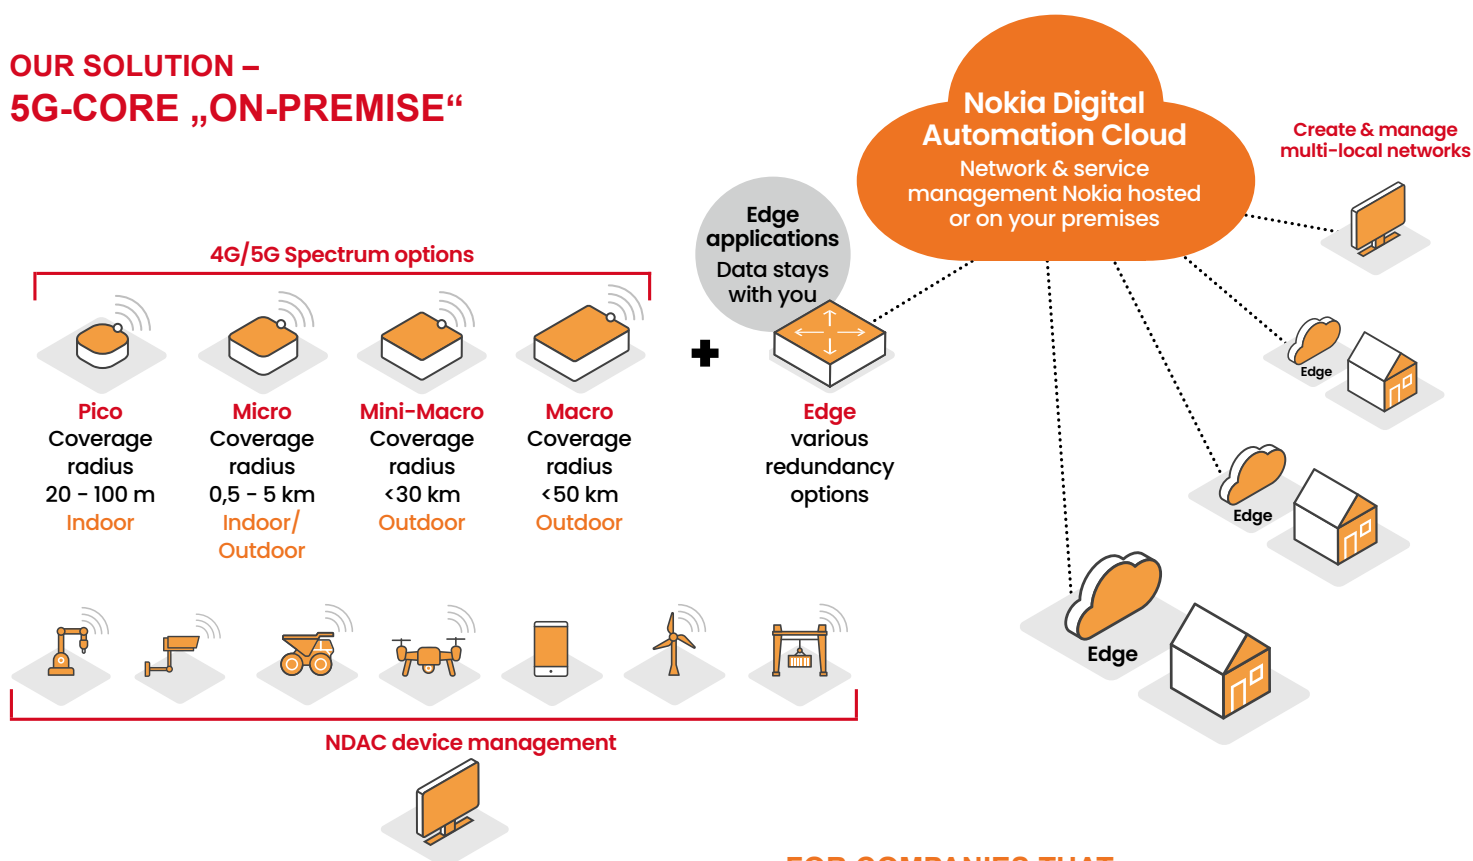 OUR SOLUTION –
5G-CORE „ON-PREMISE“
Nokia Digital
Automation Cloud
Network & service
management Nokia hosted
or on your premises
Create & manage
multi-local networks
Edge
applications
Data stays
with you
4G/5G Spectrum options
Pico
Coverage
radius
20 - 100 m
Indoor
Micro
Coverage
radius
0,5 - 5 km
Indoor/
Outdoor
Mini-Macro
Coverage
radius
<30 km
Outdoor
Macro
Coverage
radius
<50 km
Outdoor
Edge
various
redundancy
options
Edge
Edge
Edge
NDAC device management
FOR COMPANIES THAT